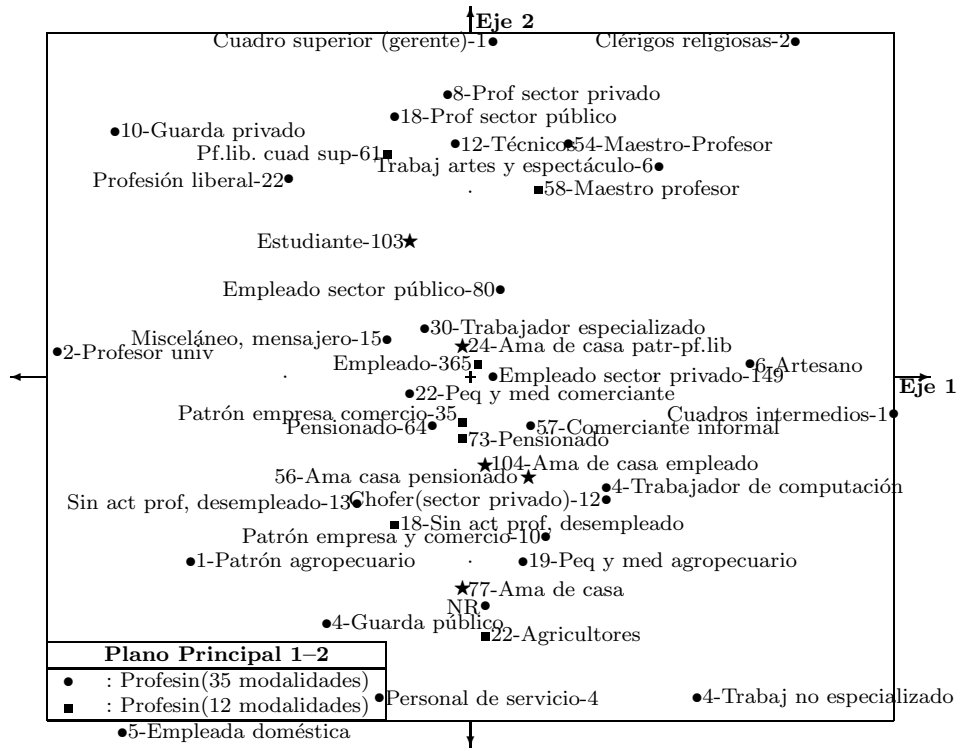 Eje 2
Cuadro superior (gerente)-1
Clérigos religiosas-2
8-Prof sector privado
18-Prof sector público
10-Guarda privado
12-Técnicos
54-Maestro-Profesor
Pf.lib. cuad sup-61
Trabaj artes y espectáculo-6
Profesión liberal-22
58-Maestro profesor
Estudiante-103
Empleado sector público-80
30-Trabajador especializado
Misceláneo, mensajero-15
24-Ama de casa patr-pf.lib
2-Profesor univ
Empleado-365
6-Artesano
Empleado sector privado-149
Eje 1
22-Peq y med comerciante
Patrón empresa comercio-35
Cuadros intermedios-1
Pensionado-64
57-Comerciante informal
73-Pensionado
104-Ama de casa empleado
56-Ama casa pensionado
4-Trabajador de computación
Sin act prof, desempleado-13
Chofer(sector privado)-12
18-Sin act prof, desempleado
Patrón empresa y comercio-10
1-Patrón agropecuario
19-Peq y med agropecuario
77-Ama de casa
NR
4-Guarda público
22-Agricultores
Plano Principal 1–2
: Profesin(35 modalidades)
: Profesin(12 modalidades)
Personal de servicio-4
4-Trabaj no especializado
5-Empleada doméstica